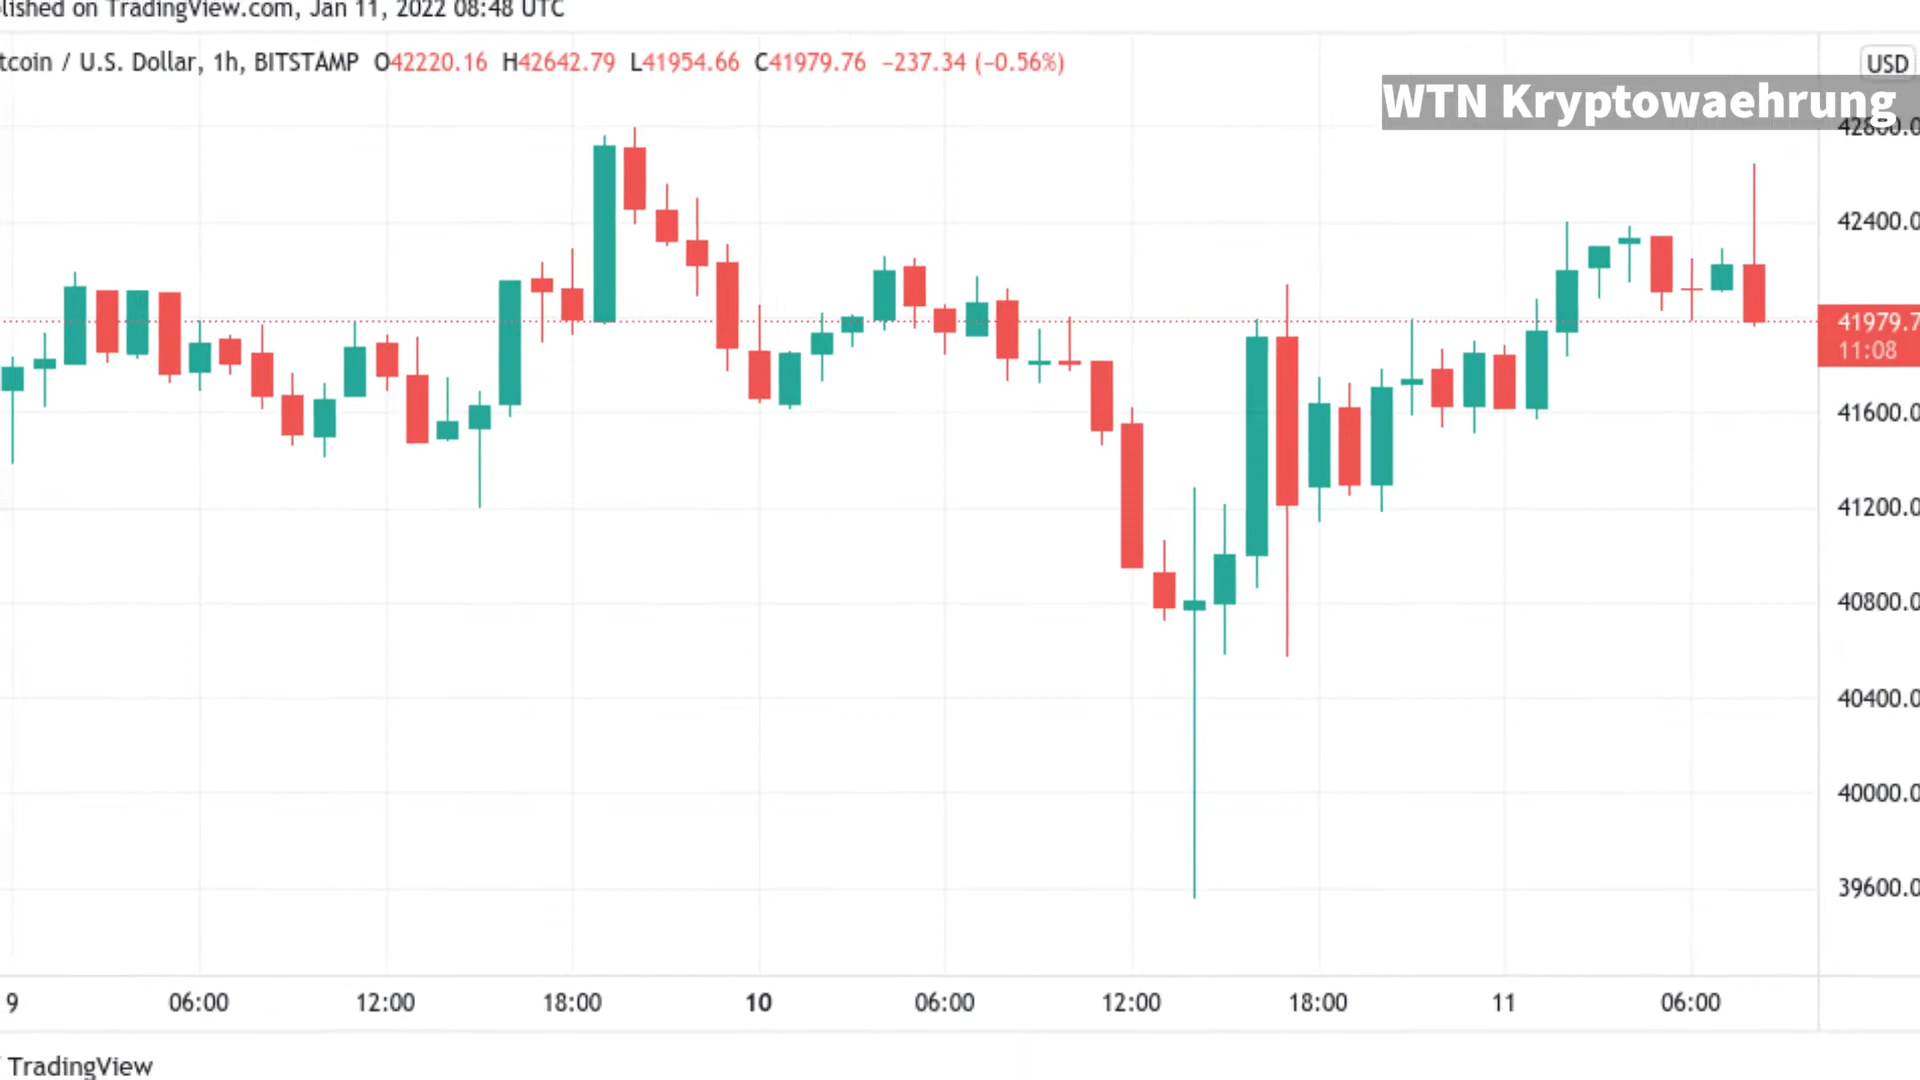 lished on TradingView.com, Jan 11, 2022 08:48 UTC
tcoin / U.S. Dollar, 1h, BITSTAMP O42220.16 H42642.79 L41954.66 C41979.76 −237.34 (−0.56%)
USD
WTN Kryptowaehrung
42800.0
42400.0
41979.7
11:08
41600.0
41200.0
40800.0
40400.0
40000.0
39600.0
9 06:00 12:00 18:00 10 06:00 12:00 18:00 11 06:00
TradingView